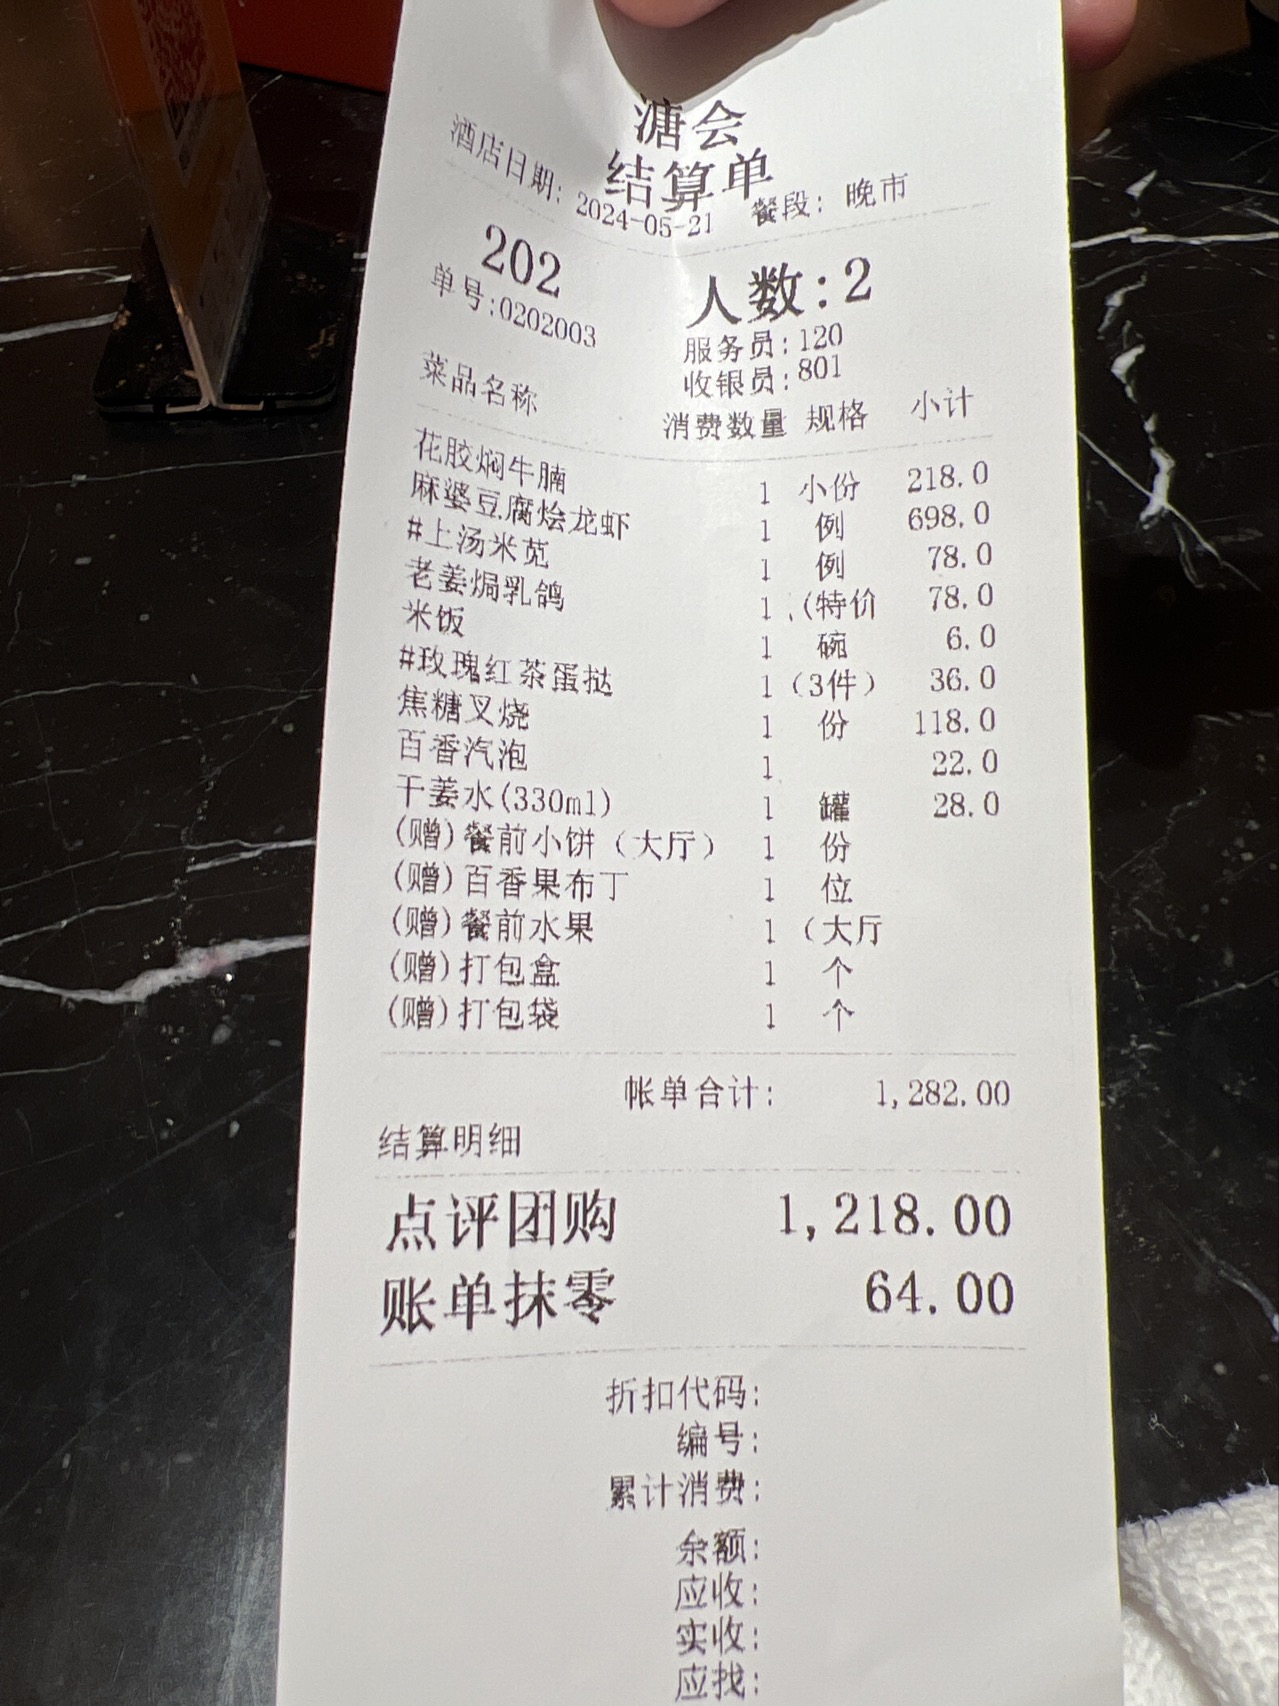 溏会
结算单
酒店日期: 2024-05-21 餐段: 晚市
202 人数:2
单号:0202003 服务员:120
收银员:801
菜品名称 消费数量 规格 小计
花胶焖牛腩 1 小份 218.0
麻婆豆腐烩龙虾 1 例 698.0
#上汤米苋 1 例 78.0
老姜焗乳鸽 1 .(特价 78.0
米饭 1 碗 6.0
#玫瑰红茶蛋挞 1 (3件) 36.0
焦糖叉烧 1 份 118.0
百香汽泡 1 22.0
干姜水(330ml) 1 罐 28.0
(赠)餐前小饼（大厅） 1 份
(赠)百香果布丁 1 位
(赠)餐前水果 1 （大厅
(赠)打包盒 1 个
(赠)打包袋 1 个
帐单合计: 1,282.00
结算明细
点评团购 1,218.00
账单抹零 64.00
折扣代码:
编号:
累计消费:
余额:
应收:
实收:
应找: